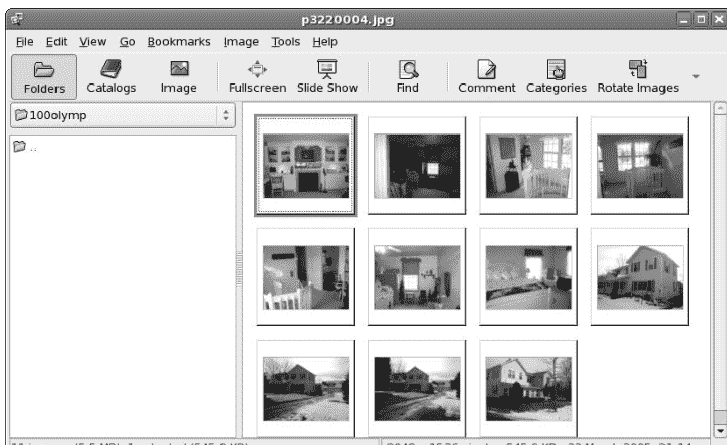 p3220004.jpg
File Edit View Go Bookmarks Image Tools Help
Folders Catalogs Image Fullscreen Slide Show Find Comment Categories Rotate Images
100olymp
..